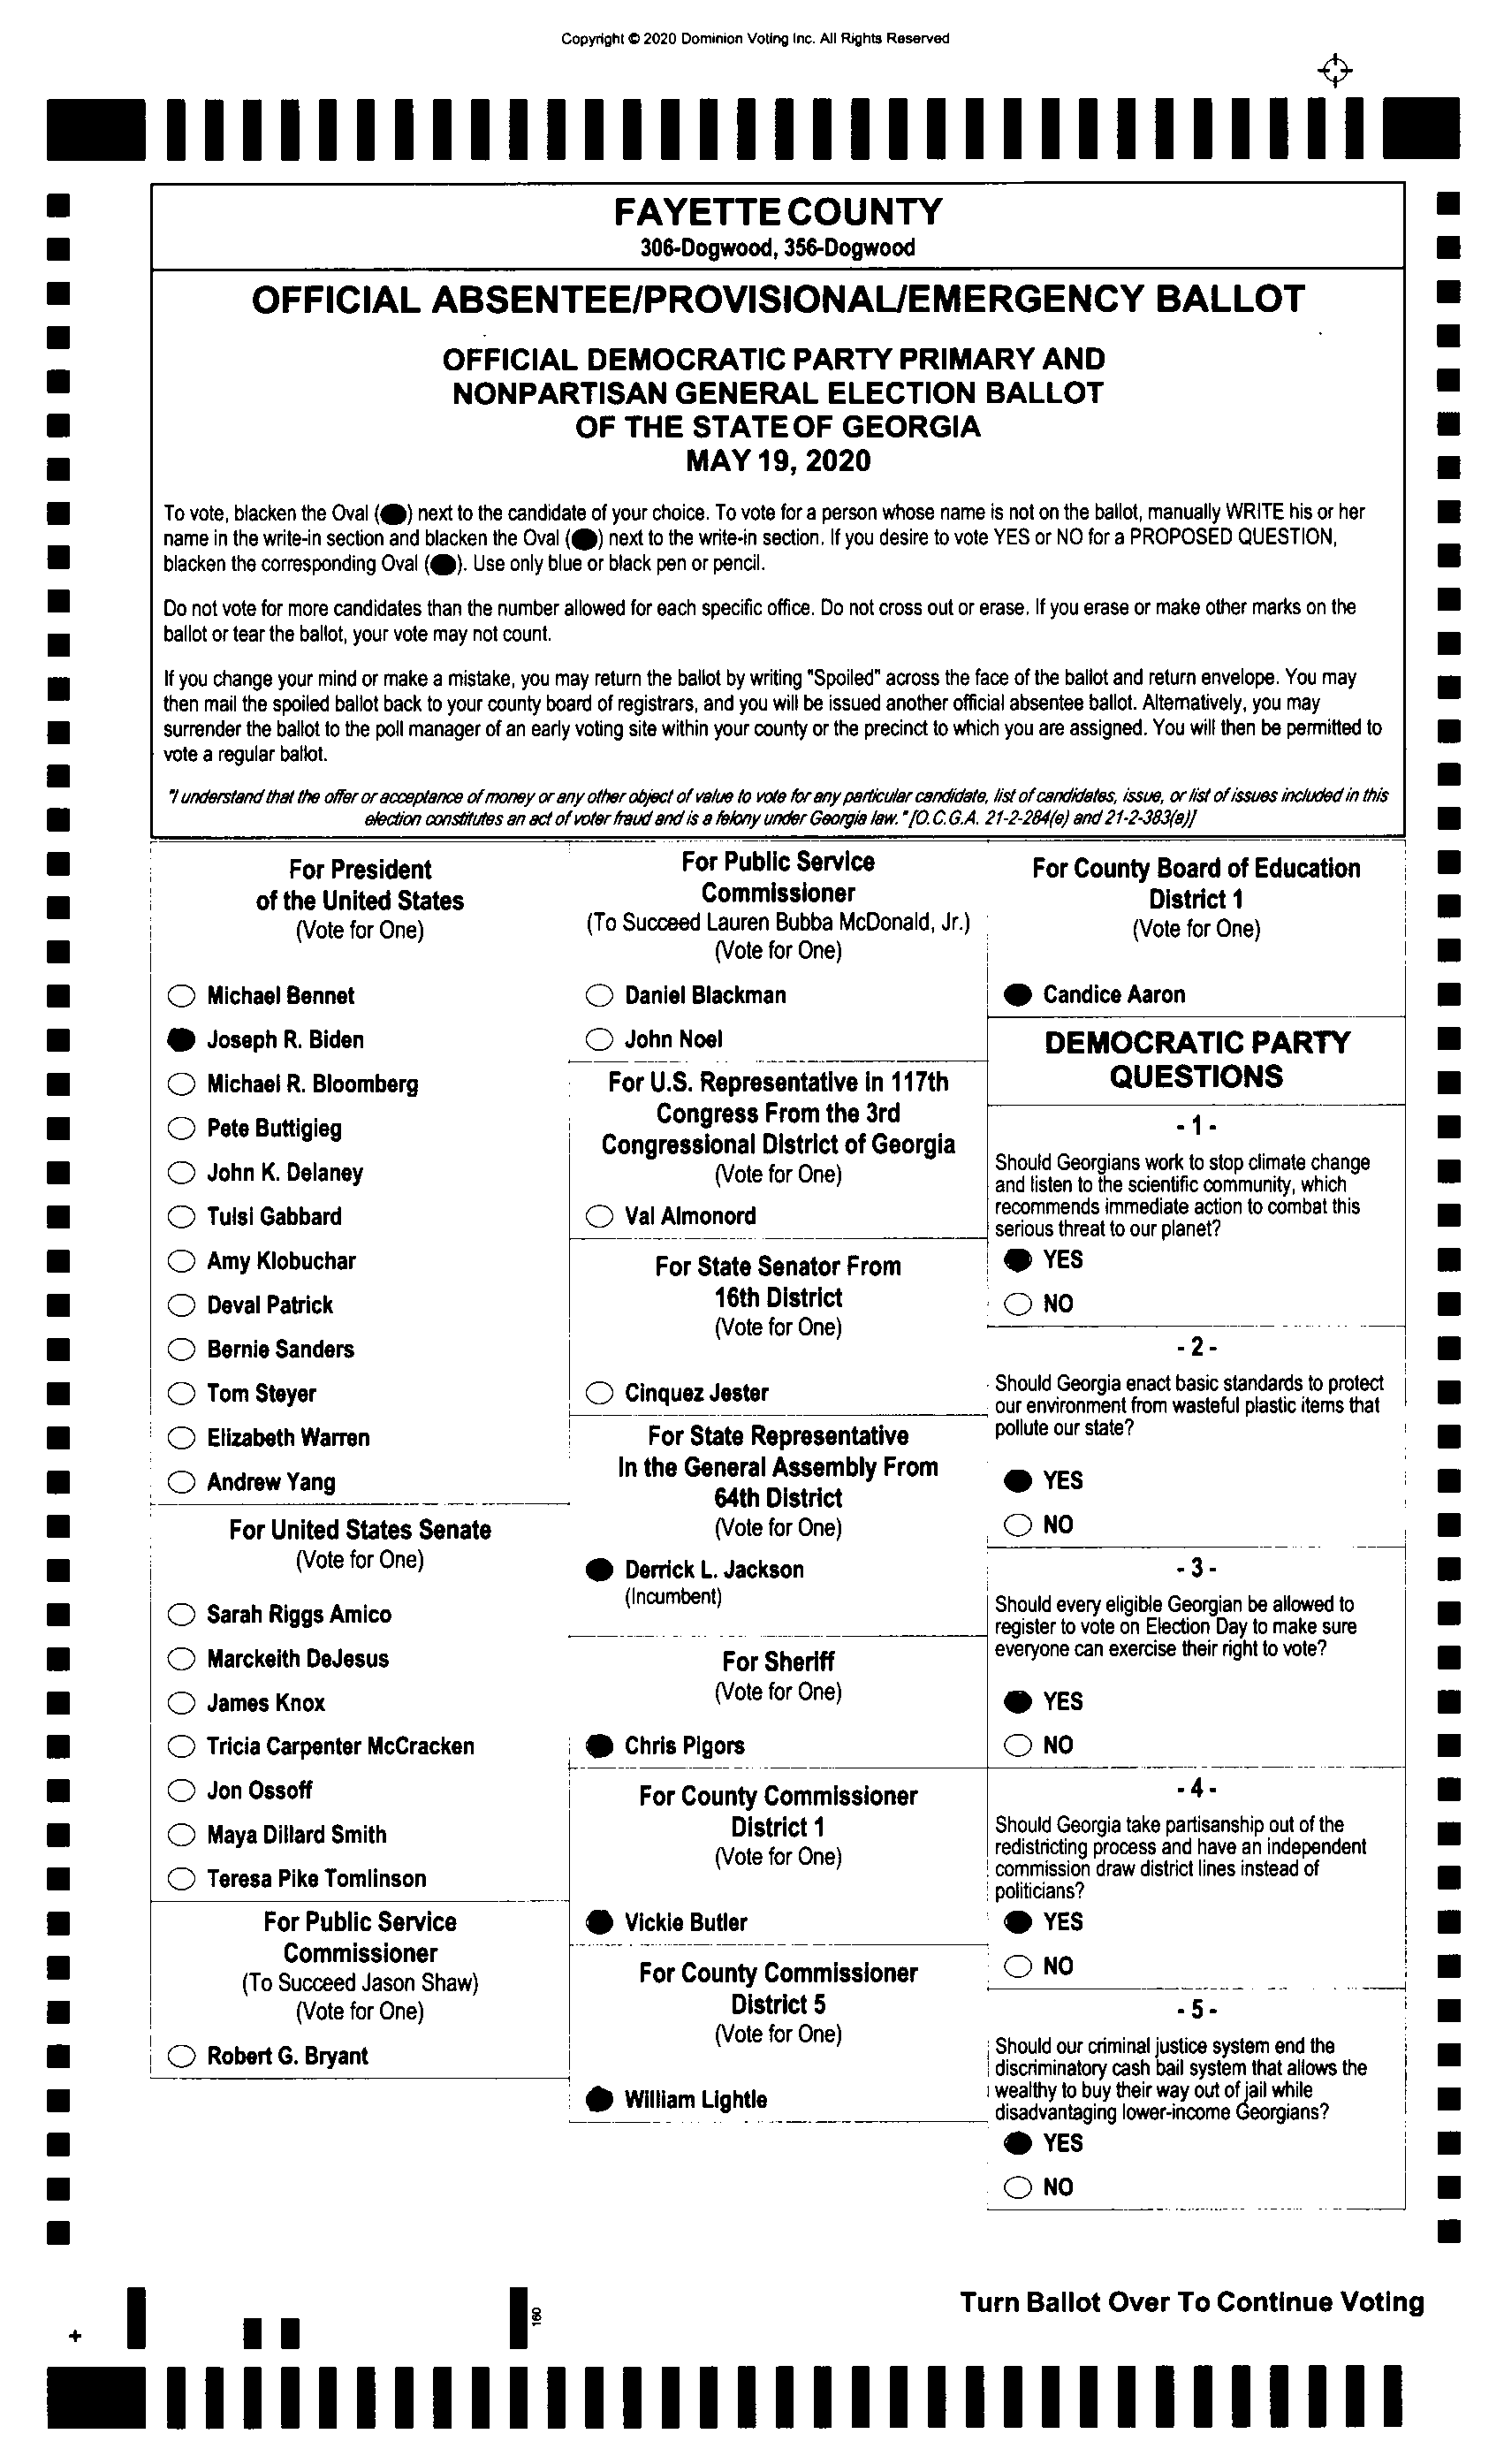 Copyright © 2020 Dominion Voting Inc. All Rights Reserved
FAYETTE COUNTY
306-Dogwood, 356-Dogwood
OFFICIAL ABSENTEE/PROVISIONAL/EMERGENCY BALLOT
OFFICIAL DEMOCRATIC PARTY PRIMARY AND
NONPARTISAN GENERAL ELECTION BALLOT
OF THE STATE OF GEORGIA
MAY 19, 2020
To vote, blacken the Oval ( ) next to the candidate of your choice. To vote for a person whose name is not on the ballot, manually WRITE his or her
name in the write-in section and blacken the Oval ( ) next to the write-in section. If you desire to vote YES or NO for a PROPOSED QUESTION,
blacken the corresponding Oval ( ). Use only blue or black pen or pencil.
Do not vote for more candidates than the number allowed for each specific office. Do not cross out or erase. If you erase or make other marks on the
ballot or tear the ballot, your vote may not count.
If you change your mind or make a mistake, you may return the ballot by writing "Spoiled" across the face of the ballot and return envelope. You may
then mail the spoiled ballot back to your county board of registrars, and you will be issued another official absentee ballot. Alternatively, you may
surrender the ballot to the poll manager of an early voting site within your county or the precinct to which you are assigned. You will then be permitted to
vote a regular ballot.
"I understand that the offer or acceptance of money or any other object of value to vote for any particular candidate, list of candidates, issue, or list of issues included in this
election constitutes an act of voter fraud and is a felony under Georgia law." [O.C.G.A. 21-2-284(e) and 21-2-383(a)]
For President
of the United States
(Vote for One)
Michael Bennet
Joseph R. Biden
Michael R. Bloomberg
Pete Buttigieg
John K. Delaney
Tulsi Gabbard
Amy Klobuchar
Deval Patrick
Bernie Sanders
Tom Steyer
Elizabeth Warren
Andrew Yang
For United States Senate
(Vote for One)
Sarah Riggs Amico
Marckeith DeJesus
James Knox
Tricia Carpenter McCracken
Jon Ossoff
Maya Dillard Smith
Teresa Pike Tomlinson
For Public Service
Commissioner
(To Succeed Jason Shaw)
(Vote for One)
Robert G. Bryant
For Public Service
Commissioner
(To Succeed Lauren Bubba McDonald, Jr.)
(Vote for One)
Daniel Blackman
John Noel
For U.S. Representative in 117th
Congress From the 3rd
Congressional District of Georgia
(Vote for One)
Val Almonord
For State Senator From
16th District
(Vote for One)
Cinquez Jester
For State Representative
In the General Assembly From
64th District
(Vote for One)
Derrick L. Jackson
(Incumbent)
For Sheriff
(Vote for One)
Chris Pigors
For County Commissioner
District 1
(Vote for One)
Vickie Butler
For County Commissioner
District 5
(Vote for One)
William Lightle
For County Board of Education
District 1
(Vote for One)
Candice Aaron
DEMOCRATIC PARTY
QUESTIONS
- 1 -
Should Georgians work to stop climate change
and listen to the scientific community, which
recommends immediate action to combat this
serious threat to our planet?
YES
NO
- 2 -
Should Georgia enact basic standards to protect
our environment from wasteful plastic items that
pollute our state?
YES
NO
- 3 -
Should every eligible Georgian be allowed to
register to vote on Election Day to make sure
everyone can exercise their right to vote?
YES
NO
- 4 -
Should Georgia take partisanship out of the
redistricting process and have an independent
commission draw district lines instead of
politicians?
YES
NO
- 5 -
Should our criminal justice system end the
discriminatory cash bail system that allows the
wealthy to buy their way out of jail while
disadvantaging lower-income Georgians?
YES
NO
Turn Ballot Over To Continue Voting
160
+